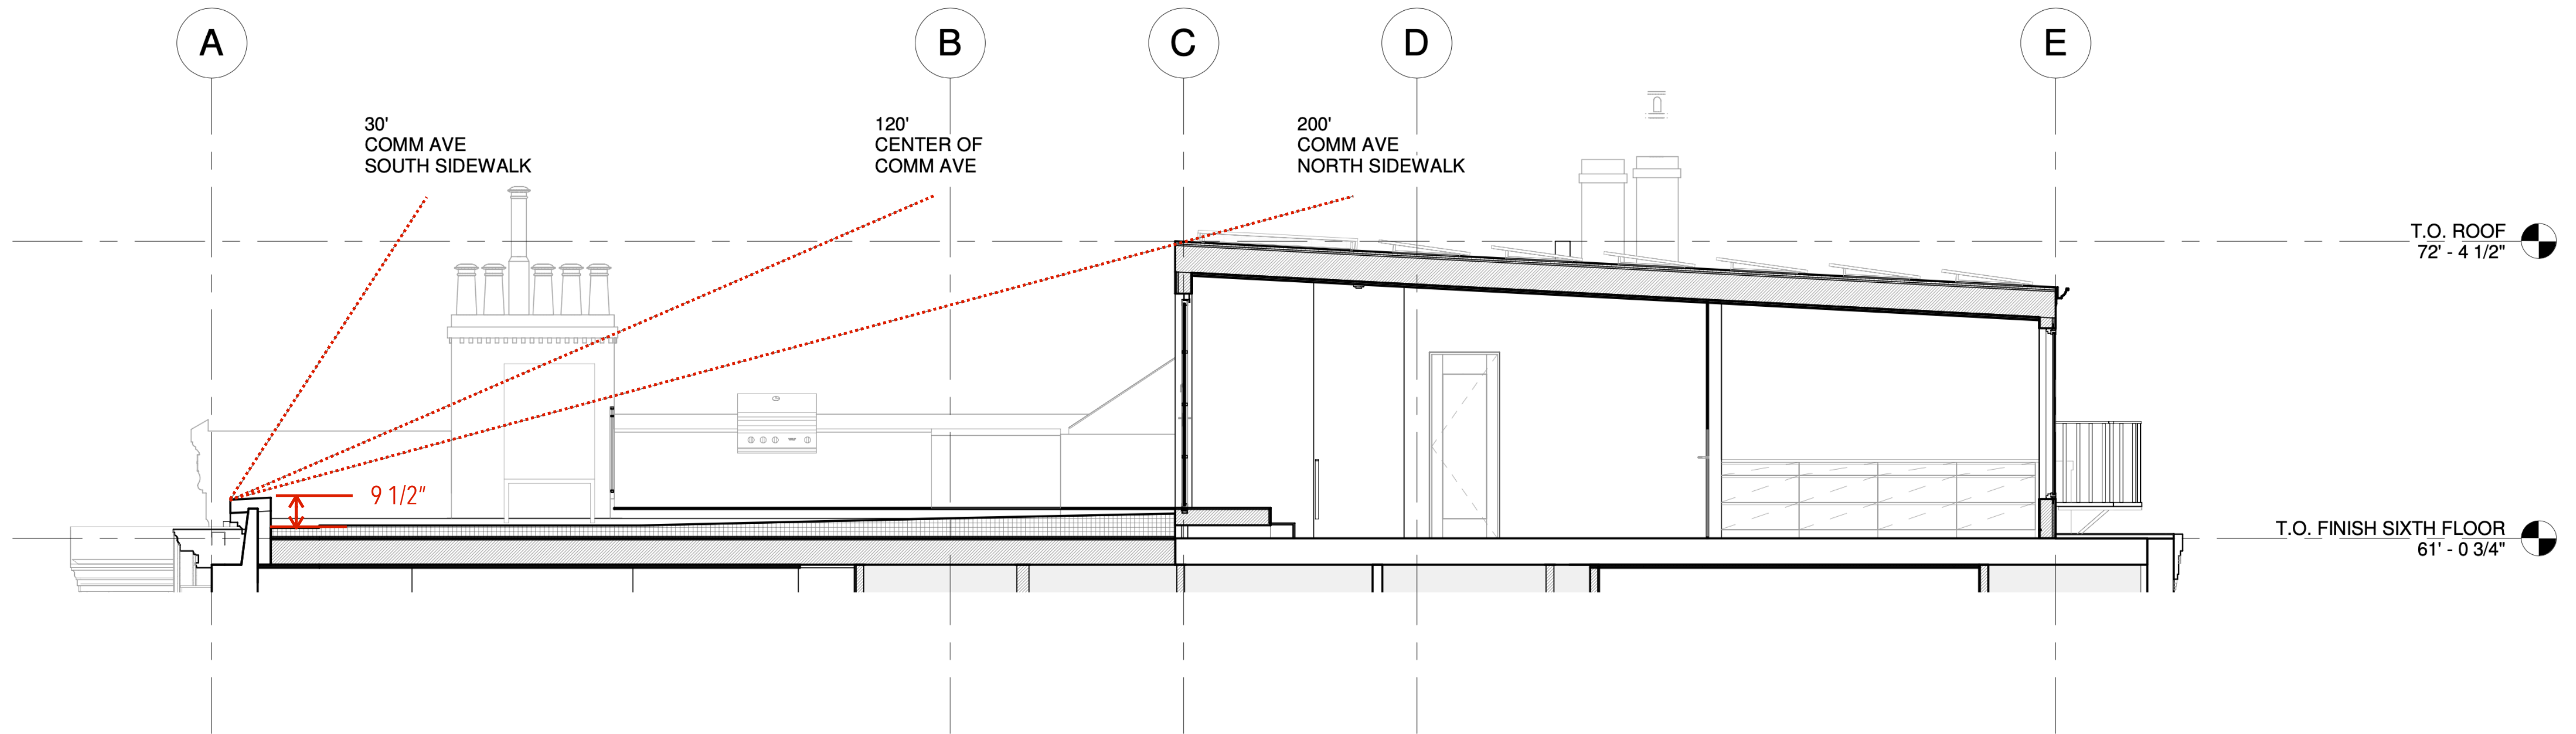 A
B
C
D
E
30'
COMM AVE
SOUTH SIDEWALK
120'
CENTER OF
COMM AVE
200'
COMM AVE
NORTH SIDEWALK
T.O. ROOF
72' - 4 1/2"
9 1/2"
T.O. FINISH SIXTH FLOOR
61' - 0 3/4"